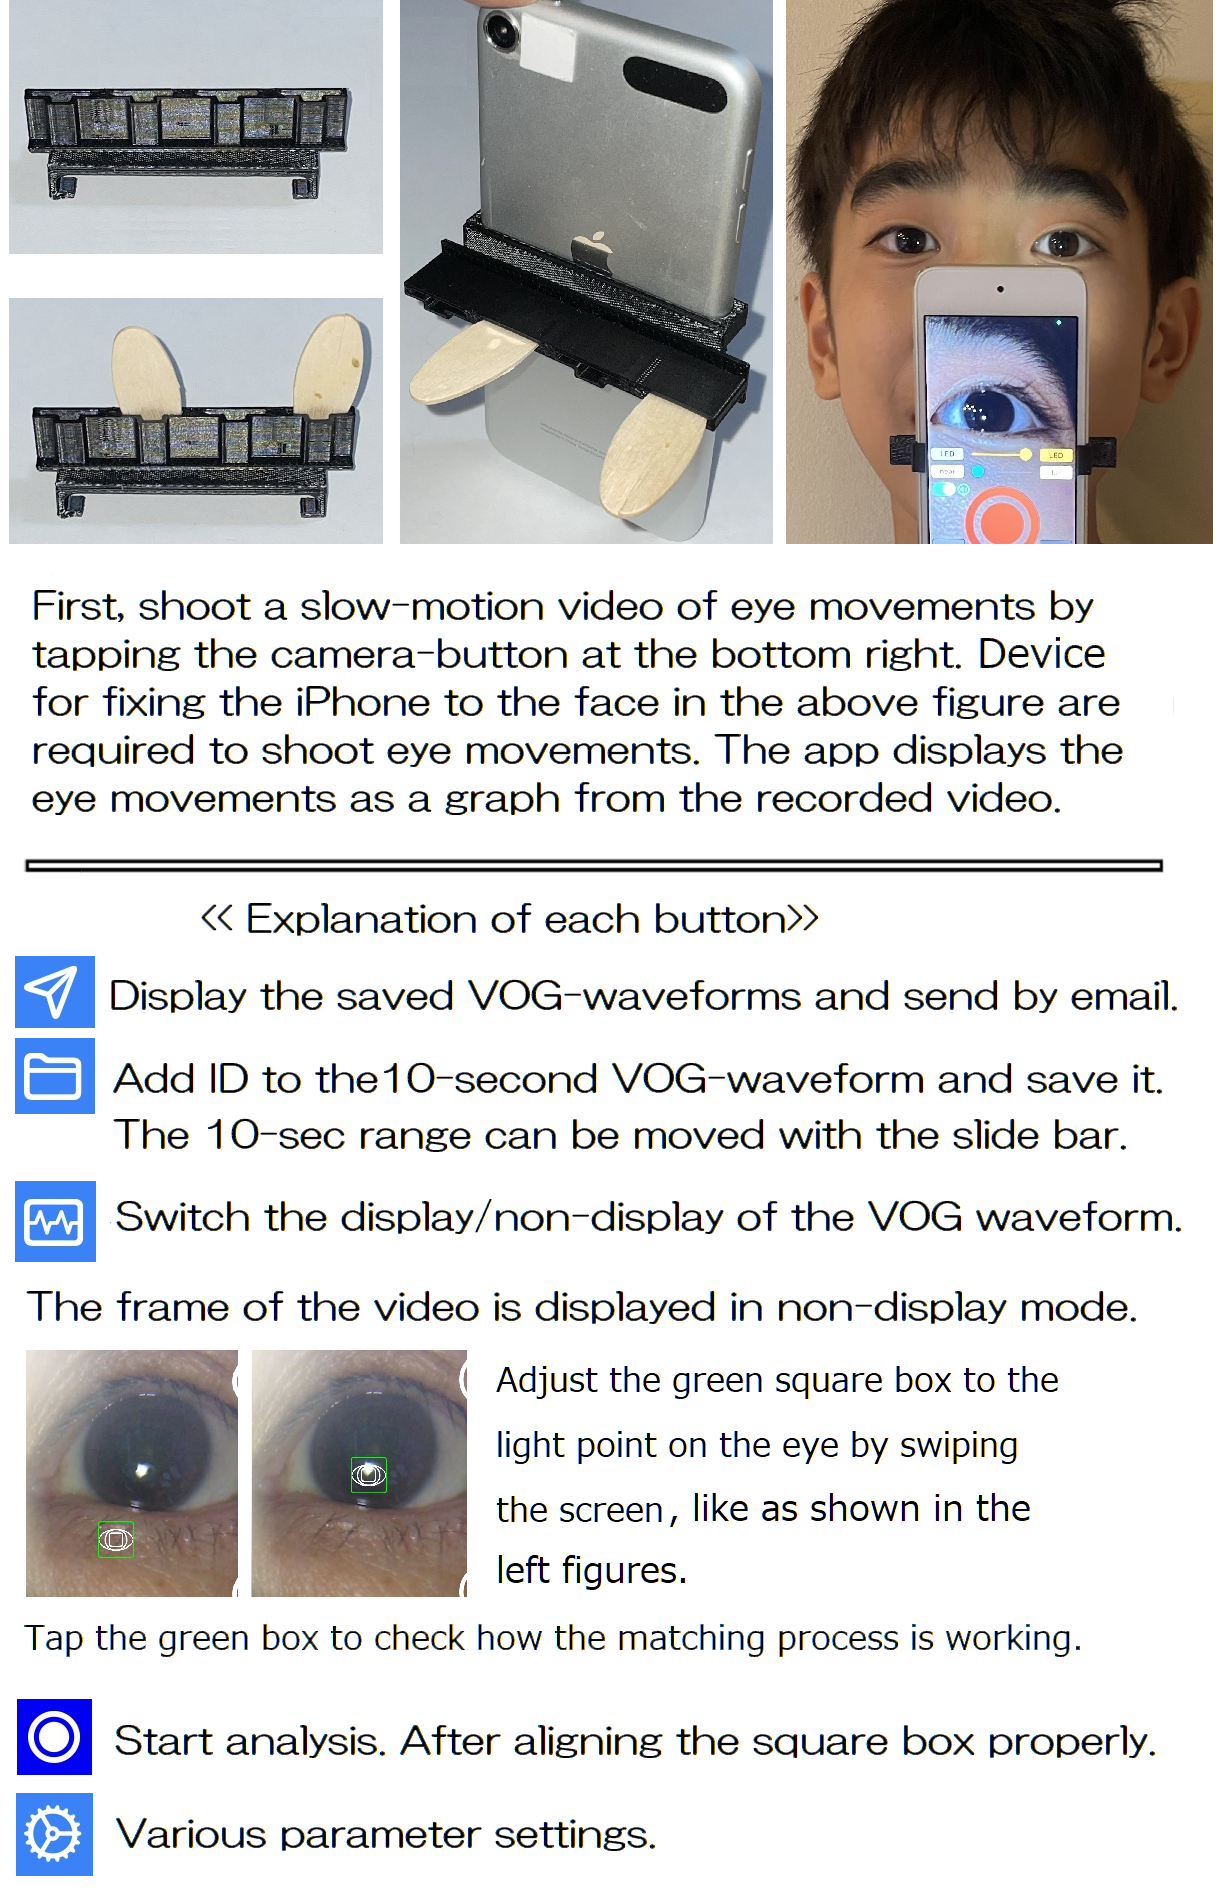 LED
LED
near
First, shoot a slow-motion video of eye movements by
tapping the camera-button at the bottom right. Device
for fixing the iPhone to the face in the above figure are
required to shoot eye movements. The app displays the
eye movements as a graph from the recorded video.
<< Explanation of each button>>
Display the saved VOG-waveforms and send by email.
Add ID to the10-second VOG-waveform and save it.
The 10-sec range can be moved with the slide bar.
Switch the display/non-display of the VOG waveform.
The frame of the video is displayed in non-display mode.
Adjust the green square box to the
light point on the eye by swiping
the screen, like as shown in the
left figures.
Tap the green box to check how the matching process is working.
Start analysis. After aligning the square box properly.
Various parameter settings.